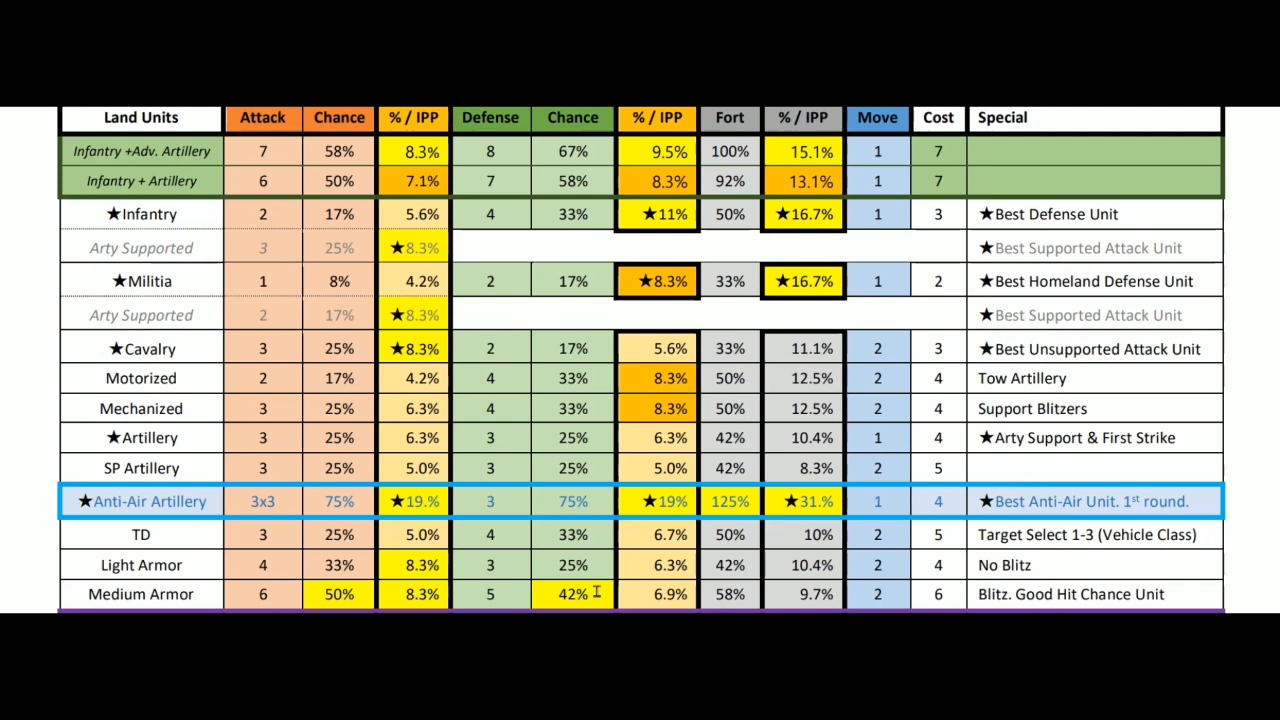 Land Units Attack Chance % / IPP Defense Chance % / IPP Fort % / IPP Move Cost Special
Infantry +Adv. Artillery 7 58% 8.3% 8 67% 9.5% 100% 15.1% 1 7
Infantry + Artillery 6 50% 7.1% 7 58% 8.3% 92% 13.1% 1 7
★Infantry 2 17% 5.6% 4 33% ★11% 50% ★16.7% 1 3 ★Best Defense Unit
Arty Supported 3 25% ★8.3% ★Best Supported Attack Unit
★Militia 1 8% 4.2% 2 17% ★8.3% 33% ★16.7% 1 2 ★Best Homeland Defense Unit
Arty Supported 2 17% ★8.3% ★Best Supported Attack Unit
★Cavalry 3 25% ★8.3% 2 17% 5.6% 33% 11.1% 2 3 ★Best Unsupported Attack Unit
Motorized 2 17% 4.2% 4 33% 8.3% 50% 12.5% 2 4 Tow Artillery
Mechanized 3 25% 6.3% 4 33% 8.3% 50% 12.5% 2 4 Support Blitzers
★Artillery 3 25% 6.3% 3 25% 6.3% 42% 10.4% 1 4 ★Arty Support & First Strike
SP Artillery 3 25% 5.0% 3 25% 5.0% 42% 8.3% 2 5
★Anti-Air Artillery 3x3 75% ★19.% 3 75% ★19% 125% ★31.% 1 4 ★Best Anti-Air Unit. 1st round.
TD 3 25% 5.0% 4 33% 6.7% 50% 10% 2 5 Target Select 1-3 (Vehicle Class)
Light Armor 4 33% 8.3% 3 25% 6.3% 42% 10.4% 2 4 No Blitz
Medium Armor 6 50% 8.3% 5 42% 6.9% 58% 9.7% 2 6 Blitz. Good Hit Chance Unit